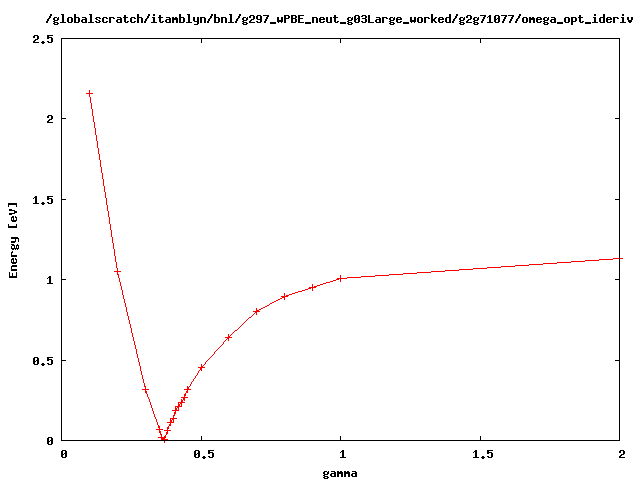 /globalscratch/itamblyn/bnl/g297_wPBE_neut_g03Large_worked/g2g71077/omega_opt_ideriv
2.5
2
1.5
1
0.5
0
Energy [eV]
0 0.5 1 1.5 2
gamma